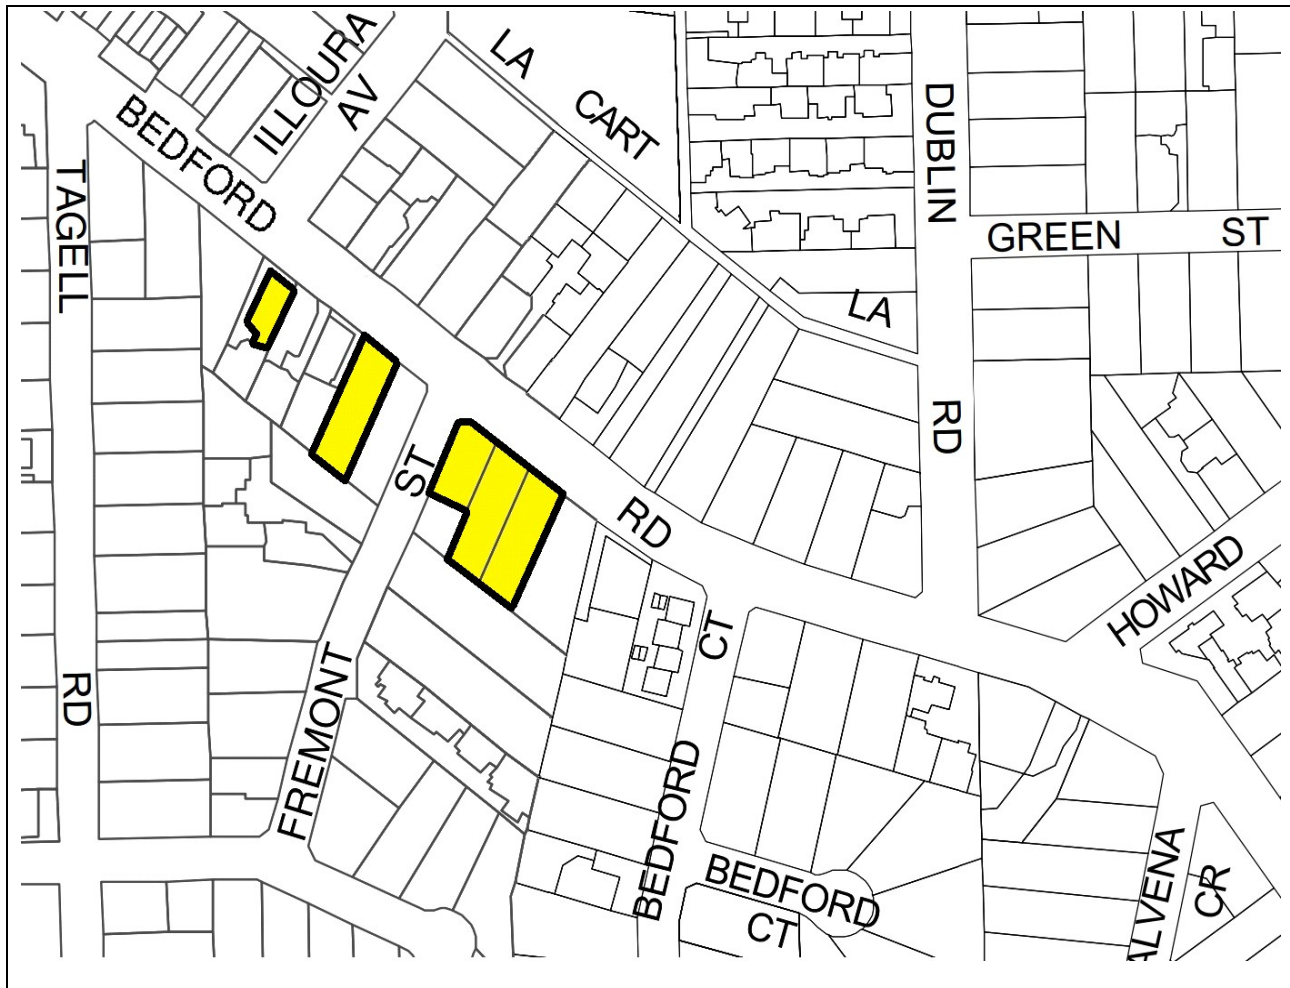 ILLOURA
AV
LA
CART
BEDFORD
DUBLIN
TAGELL
GREEN ST
LA
RD
ST
RD
HOWARD
CT
RD
FREMONT
BEDFORD
BEDFORD
CT
ALVENA
CR